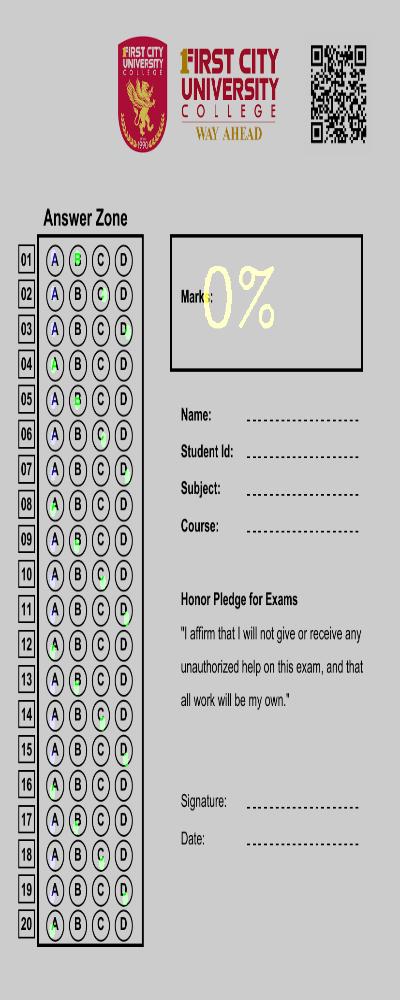 FIRST CITY
UNIVERSITY
COLLEGE
1990
FIRST CITY
UNIVERSITY
COLLEGE
WAY AHEAD
Answer Zone
01 A B C D
02 A B C D
03 A B C D
04 A B C D
05 A B C D
06 A B C D
07 A B C D
08 A B C D
09 A B C D
10 A B C D
11 A B C D
12 A B C D
13 A B C D
14 A B C D
15 A B C D
16 A B C D
17 A B C D
18 A B C D
19 A B C D
20 A B C D
Marks: 0%
Name:
Student Id:
Subject:
Course:
Honor Pledge for Exams
"I affirm that I will not give or receive any
unauthorized help on this exam, and that
all work will be my own."
Signature:
Date: